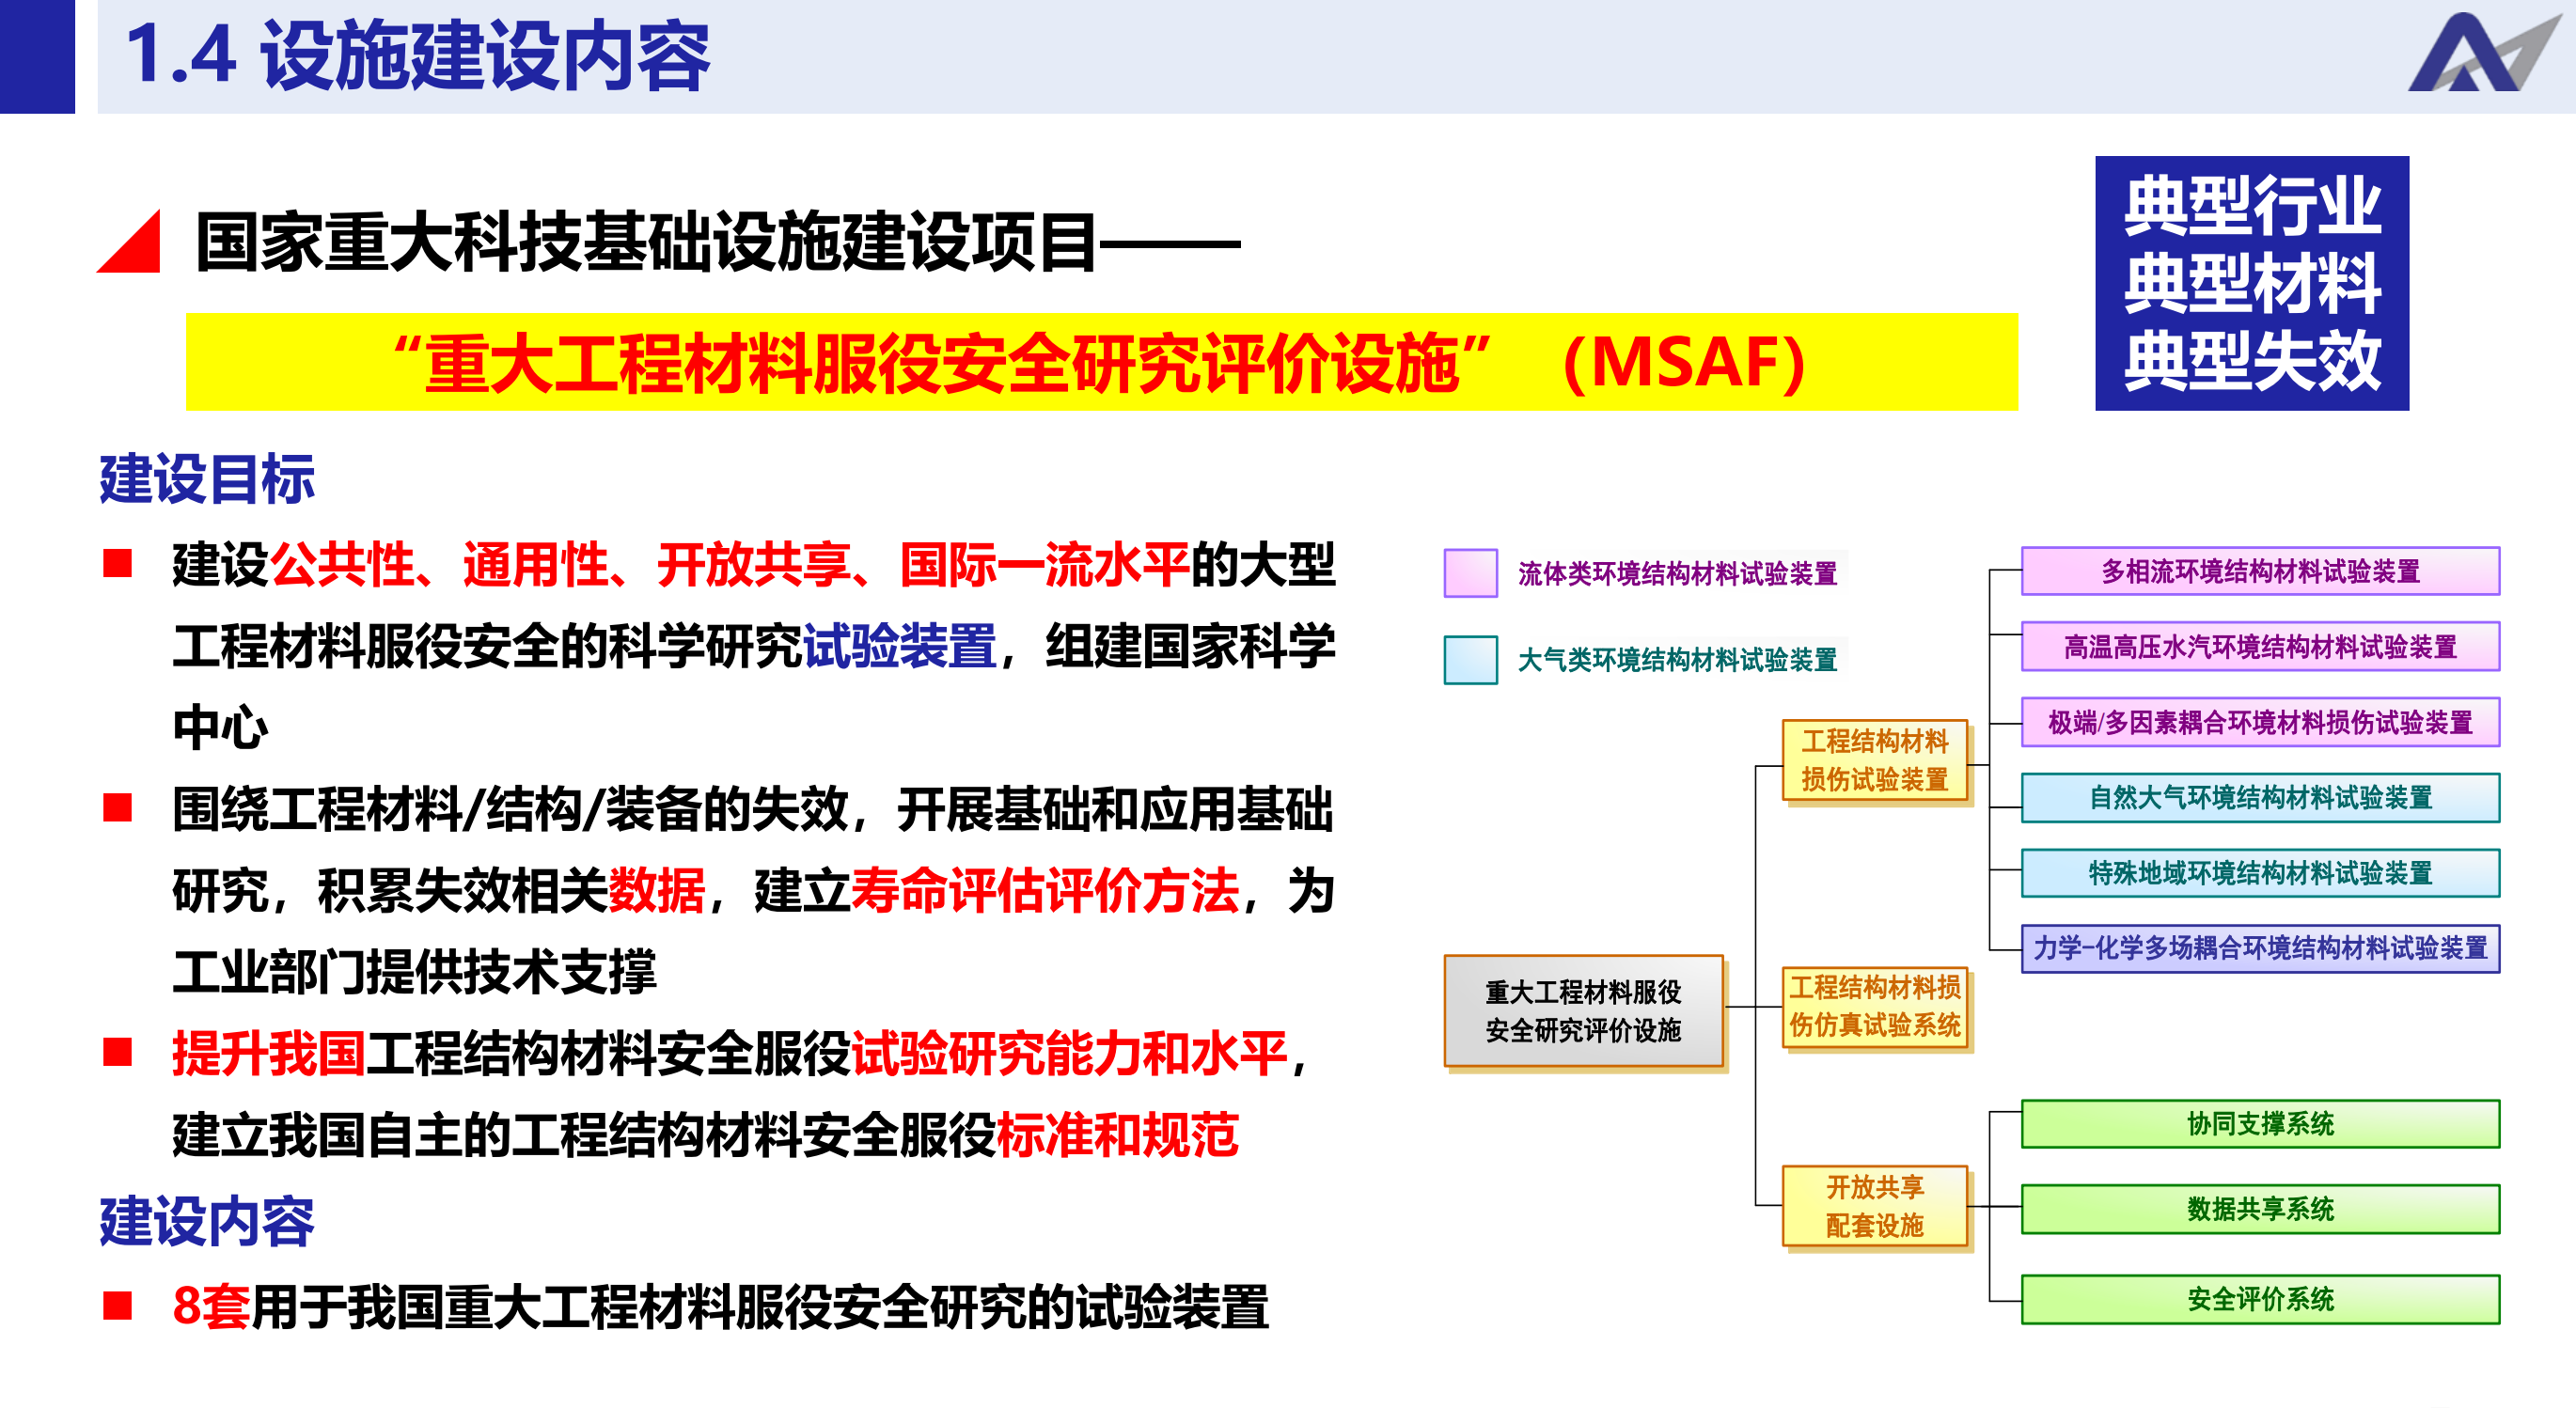 1.4 设施建设内容
国家重大科技基础设施建设项目——
“重大工程材料服役安全研究评价设施”（MSAF）
典型行业
典型材料
典型失效
建设目标
■ 建设公共性、通用性、开放共享、国际一流水平的大型
工程材料服役安全的科学研究试验装置，组建国家科学
中心
■ 围绕工程材料/结构/装备的失效，开展基础和应用基础
研究，积累失效相关数据，建立寿命评估评价方法，为
工业部门提供技术支撑
■ 提升我国工程结构材料安全服役试验研究能力和水平，
建立我国自主的工程结构材料安全服役标准和规范
建设内容
■ 8套用于我国重大工程材料服役安全研究的试验装置
流体类环境结构材料试验装置
大气类环境结构材料试验装置
重大工程材料服役
安全研究评价设施
工程结构材料
损伤试验装置
工程结构材料损
伤仿真试验系统
开放共享
配套设施
多相流环境结构材料试验装置
高温高压水汽环境结构材料试验装置
极端/多因素耦合环境材料损伤试验装置
自然大气环境结构材料试验装置
特殊地域环境结构材料试验装置
力学-化学多场耦合环境结构材料试验装置
协同支撑系统
数据共享系统
安全评价系统